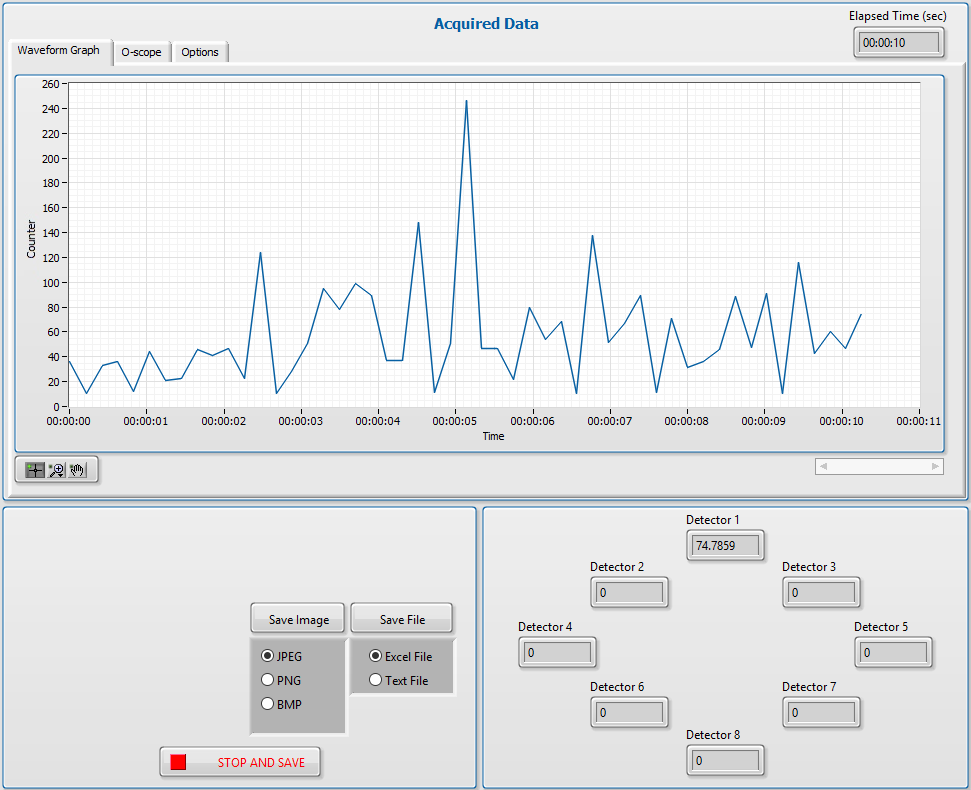 Acquired Data
Elapsed Time (sec)
00:00:10
Waveform Graph O-scope Options
260
240
220
200
180
160
140
120
100
80
60
40
20
0
Counter
00:00:00 00:00:01 00:00:02 00:00:03 00:00:04 00:00:05 00:00:06 00:00:07 00:00:08 00:00:09 00:00:10 00:00:11
Time
Save Image Save File
JPEG Excel File
PNG Text File
BMP
STOP AND SAVE
Detector 1
74.7859
Detector 2 Detector 3
0 0
Detector 4 Detector 5
0 0
Detector 6 Detector 7
0 0
Detector 8
0